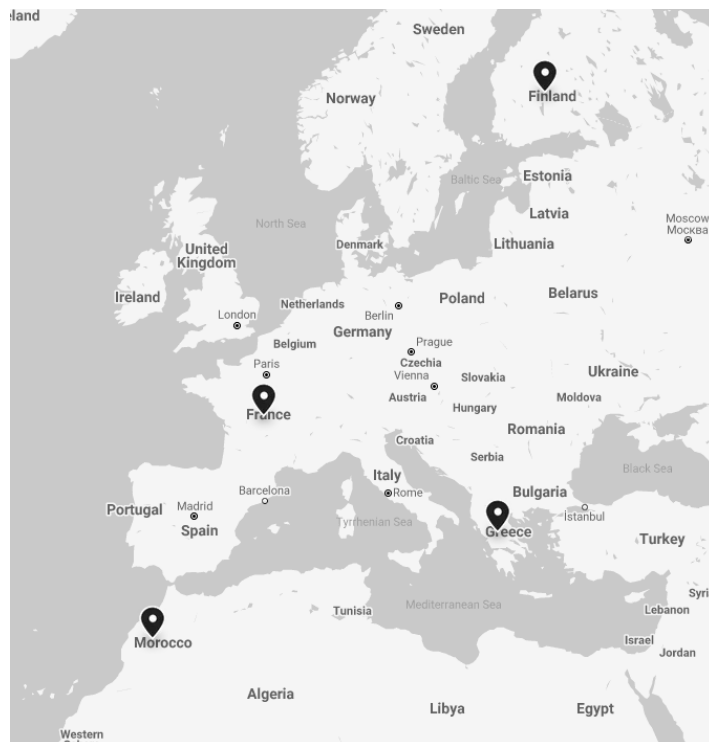 eland
Sweden
Finland
Norway
Estonia
Baltic Sea
Latvia
Moscow
Москва
North Sea
Denmark
Lithuania
United
Kingdom
Ireland
Netherlands
Poland
Belarus
London
Berlin
Germany
Belgium
Prague
Czechia
Paris
Vienna
Slovakia
Ukraine
Austria
Moldova
France
Hungary
Romania
Croatia
Serbia
Black Sea
Italy
Barcelona
Rome
Bulgaria
Portugal
Madrid
İstanbul
Spain
Tyrrhenian Sea
Greece
Turkey
Syri
Mediterranean Sea
Tunisia
Lebanon
Morocco
Israel
Jordan
Algeria
Libya
Egypt
Western